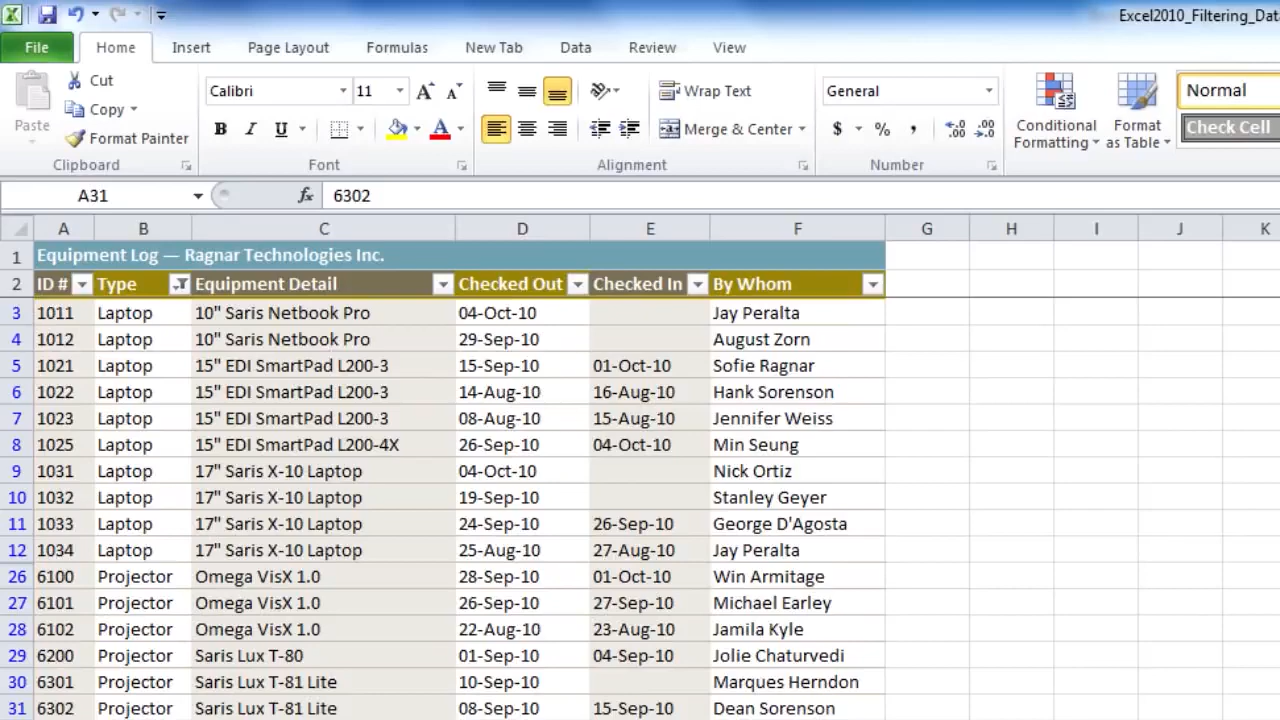 Excel2010_Filtering_Dat
File Home Insert Page Layout Formulas New Tab Data Review View
Paste
Cut
Copy
Format Painter
Clipboard
Calibri 11 A A
B I U A
Font
Wrap Text
Merge & Center
Alignment
General
$ % , .0 .00 .00 .0
Number
Conditional Formatting
Format as Table
Normal
Check Cell
A31 fx 6302
A B C D E F G H I J K
1 Equipment Log — Ragnar Technologies Inc.
2 ID # Type Equipment Detail Checked Out Checked In By Whom
3 1011 Laptop 10" Saris Netbook Pro 04-Oct-10 Jay Peralta
4 1012 Laptop 10" Saris Netbook Pro 29-Sep-10 August Zorn
5 1021 Laptop 15" EDI SmartPad L200-3 15-Sep-10 01-Oct-10 Sofie Ragnar
6 1022 Laptop 15" EDI SmartPad L200-3 14-Aug-10 16-Aug-10 Hank Sorenson
7 1023 Laptop 15" EDI SmartPad L200-3 08-Aug-10 15-Aug-10 Jennifer Weiss
8 1025 Laptop 15" EDI SmartPad L200-4X 26-Sep-10 04-Oct-10 Min Seung
9 1031 Laptop 17" Saris X-10 Laptop 04-Oct-10 Nick Ortiz
10 1032 Laptop 17" Saris X-10 Laptop 19-Sep-10 Stanley Geyer
11 1033 Laptop 17" Saris X-10 Laptop 24-Sep-10 26-Sep-10 George D'Agosta
12 1034 Laptop 17" Saris X-10 Laptop 25-Aug-10 27-Aug-10 Jay Peralta
26 6100 Projector Omega VisX 1.0 28-Sep-10 01-Oct-10 Win Armitage
27 6101 Projector Omega VisX 1.0 26-Sep-10 27-Sep-10 Michael Earley
28 6102 Projector Omega VisX 1.0 22-Aug-10 23-Aug-10 Jamila Kyle
29 6200 Projector Saris Lux T-80 01-Sep-10 04-Sep-10 Jolie Chaturvedi
30 6301 Projector Saris Lux T-81 Lite 10-Sep-10 Marques Herndon
31 6302 Projector Saris Lux T-81 Lite 08-Sep-10 15-Sep-10 Dean Sorenson